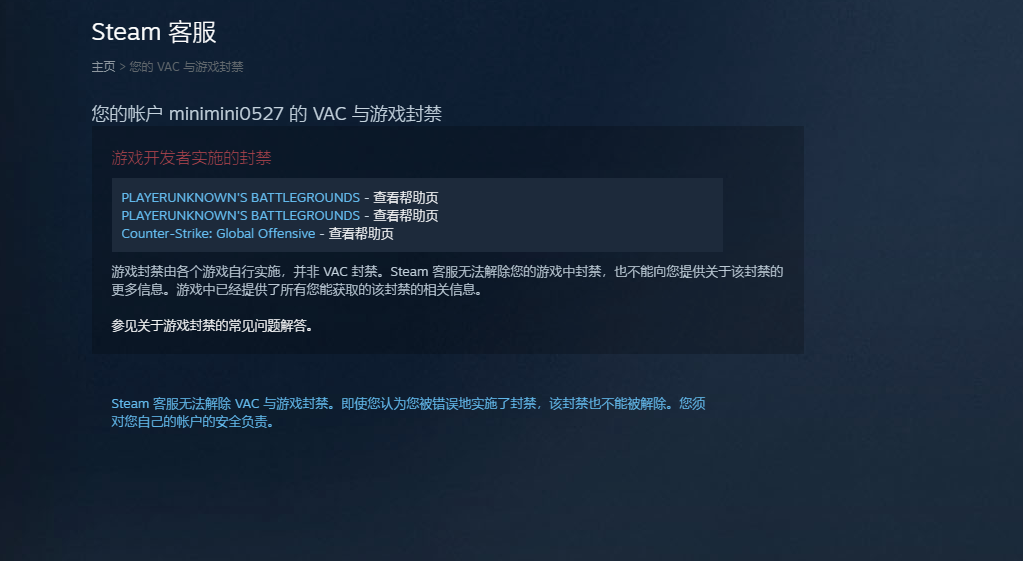 Steam 客服
主页 > 您的 VAC 与游戏封禁
您的帐户 minimini0527 的 VAC 与游戏封禁
游戏开发者实施的封禁
PLAYERUNKNOWN'S BATTLEGROUNDS - 查看帮助页
PLAYERUNKNOWN'S BATTLEGROUNDS - 查看帮助页
Counter-Strike: Global Offensive - 查看帮助页
游戏封禁由各个游戏自行实施，并非 VAC 封禁。Steam 客服无法解除您的游戏中封禁，也不能向您提供关于该封禁的
更多信息。游戏中已经提供了所有您能获取的该封禁的相关信息。
参见关于游戏封禁的常见问题解答。
Steam 客服无法解除 VAC 与游戏封禁。即使您认为您被错误地实施了封禁，该封禁也不能被解除。您须
对您自己的帐户的安全负责。